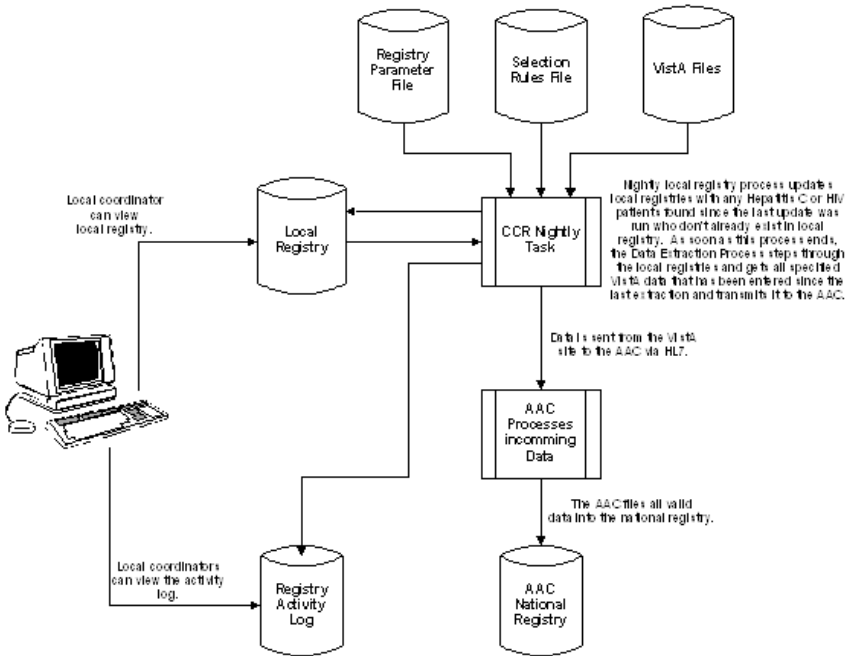 Registry
Parameter
File
Selection
Rules File
VistA Files
Local coordinator
can view
local registry.
Local
Registry
CCR Nightly
Task
Nightly local registry process updates
local registries with any Hepatitis C or HIV
patients found since the last update was
run who don't already exist in local
registry. As soon as this process ends,
the Data Extraction Process steps through
the local registries and gets all specified
VistA data that has been entered since the
last extraction and transmits it to the AAC.
Data is sent from the VistA
site to the AAC via HL7.
AAC
Processes
incomming
Data
The AAC files all valid
data into the national registry.
Local coordinators
can view the activity
log.
Registry
Activity
Log
AAC
National
Registry